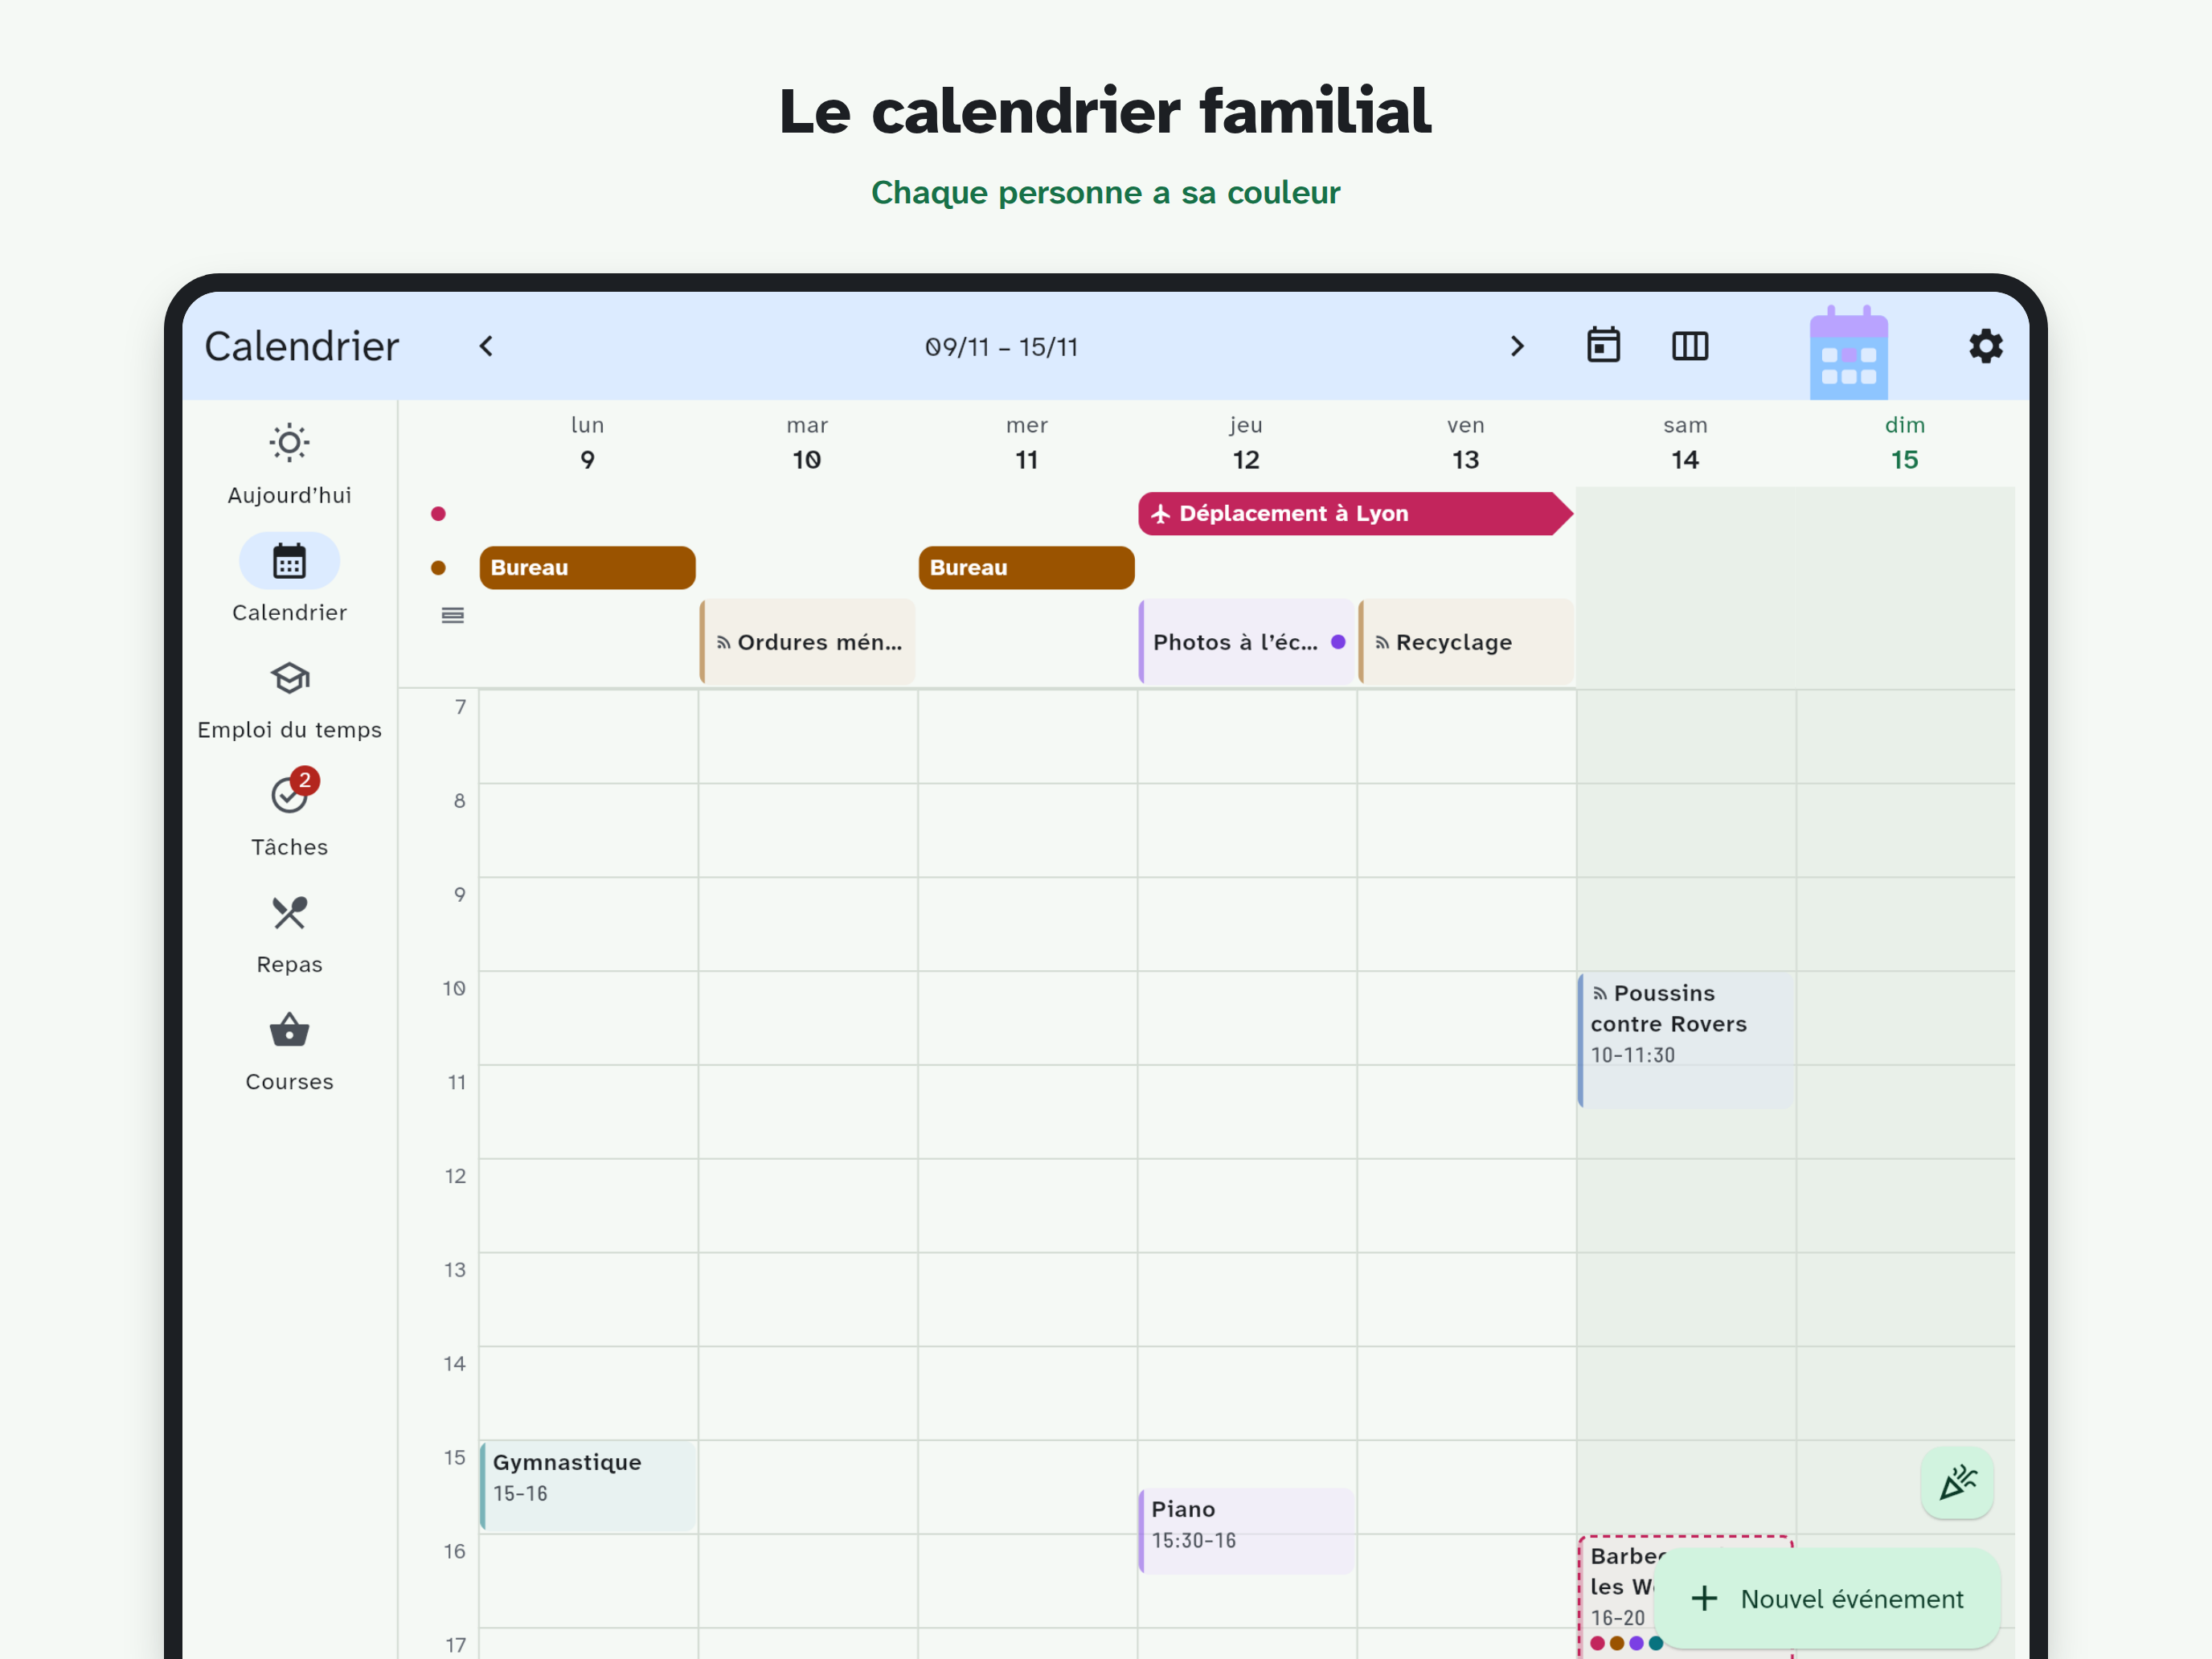 Le calendrier familial
Chaque personne a sa couleur
Calendrier
09/11 – 15/11
lun
9
mar
10
mer
11
jeu
12
ven
13
sam
14
dim
15
Aujourd’hui
Calendrier
Emploi du temps
2
Tâches
Repas
Courses
Déplacement à Lyon
Bureau
Bureau
Ordures mén…
Photos à l’éc…
Recyclage
7
8
9
10
11
12
13
14
15
16
17
Poussins
contre Rovers
10–11:30
Gymnastique
15–16
Piano
15:30–16
les
16–20
Nouvel événement